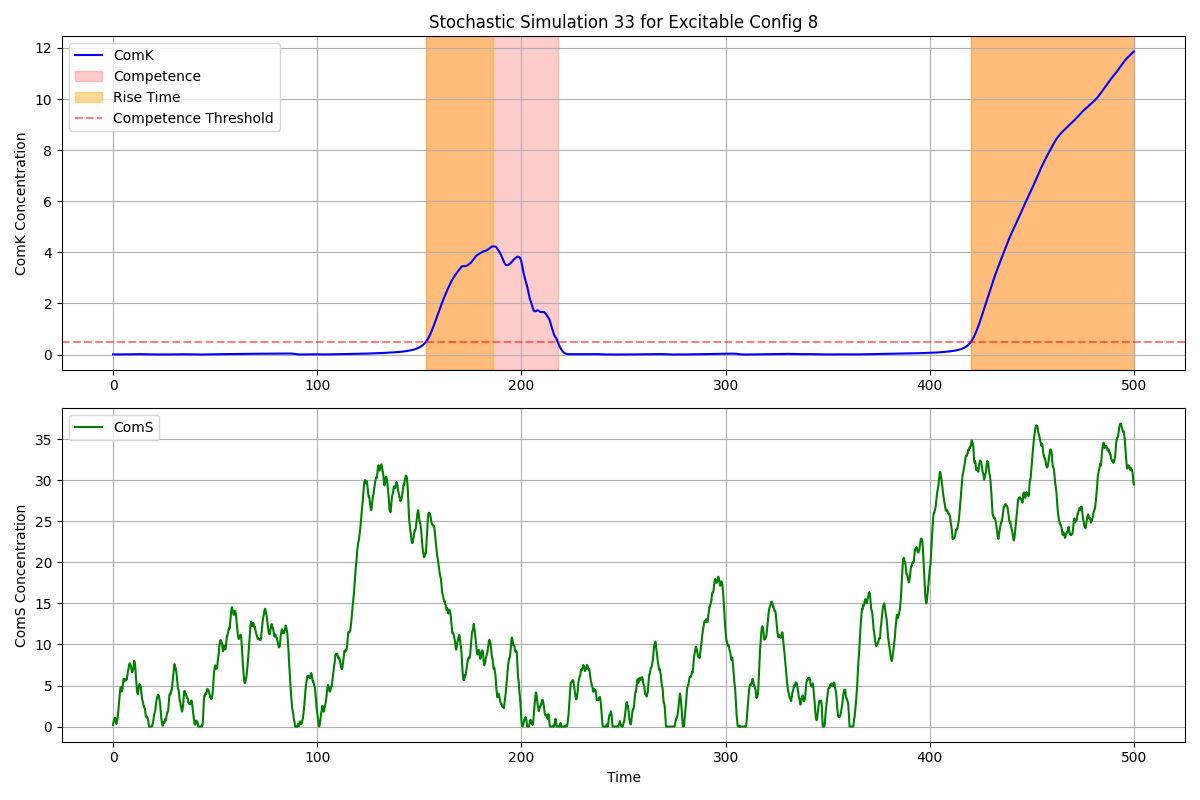 Stochastic Simulation 33 for Excitable Config 8
ComK Concentration
12
10
8
6
4
2
0
ComK
Competence
Rise Time
Competence Threshold
0 100 200 300 400 500
ComS Concentration
35
30
25
20
15
10
5
0
ComS
0 100 200 300 400 500
Time